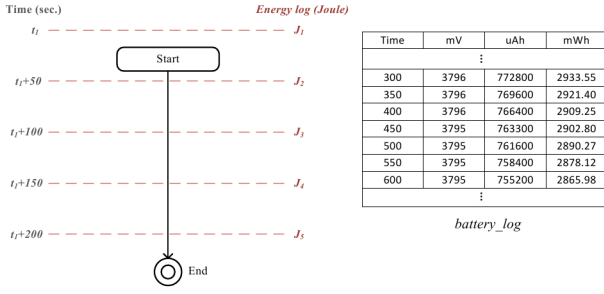 Time (sec.) Energy log (Joule)
t1 J1
Start
t1+50 J2
t1+100 J3
t1+150 J4
t1+200 J5
End
Time mV uAh mWh
⋮
300 3796 772800 2933.55
350 3796 769600 2921.40
400 3796 766400 2909.25
450 3795 763300 2902.80
500 3795 761600 2890.27
550 3795 758400 2878.12
600 3795 755200 2865.98
⋮
battery_log